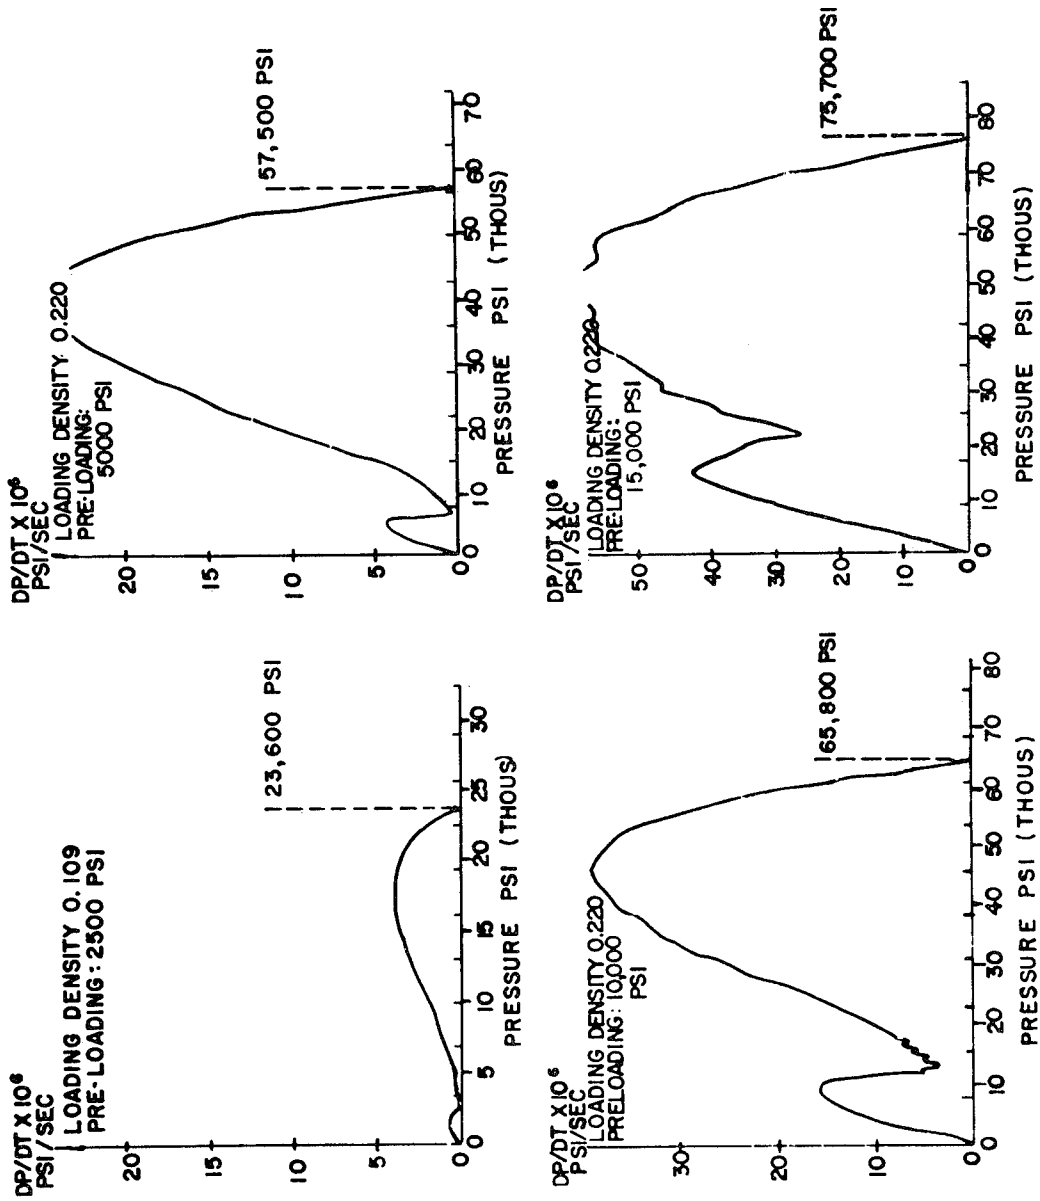 DP/DT X 10⁶
PSI/SEC
LOADING DENSITY 0.109
PRE-LOADING: 2500 PSI
20
10
5
0
23,600 PSI
0 5 10 15 20 25 30
PRESSURE PSI (THOUS)
DP/DT X 10⁶
PSI/SEC
LOADING DENSITY 0.220
PRE-LOADING:
5000 PSI
20
10
5
0
57,500 PSI
0 10 20 30 40 50 60 70
PRESSURE PSI (THOUS)
DP/DT X 10⁶
PSI/SEC
LOADING DENSITY 0.220
PRELOADING: 10,000
PSI
30
20
10
0
65,800 PSI
0 10 20 30 40 50 60 70 80
PRESSURE PSI (THOUS)
DP/DT X 10⁶
PSI/SEC
LOADING DENSITY 0.220
PRE-LOADING:
15,000 PSI
50
40
30
20
10
0
75,700 PSI
0 10 20 30 40 50 60 70 80
PRESSURE PSI (THOUS)